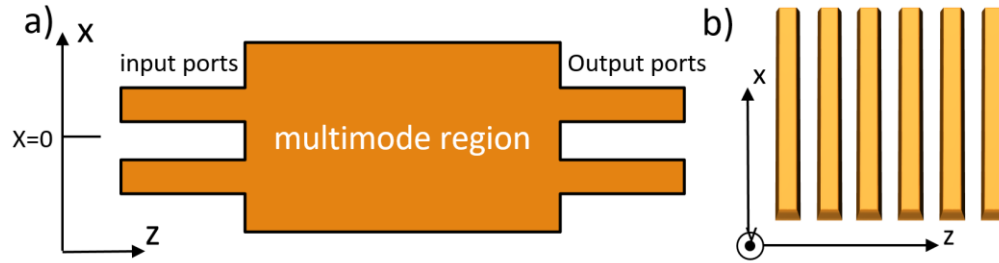 a)
X
input ports
Output ports
X=0
multimode region
Z
b)
x
y
z